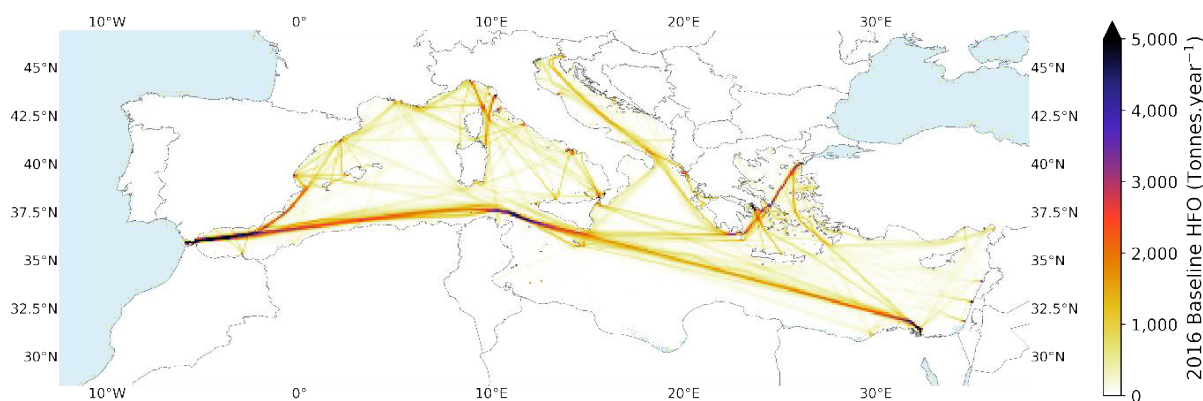 10°W 0° 10°E 20°E 30°E
45°N 45°N
42.5°N 42.5°N
40°N 40°N
37.5°N 37.5°N
35°N 35°N
32.5°N 32.5°N
30°N 30°N
10°W 0° 10°E 20°E 30°E
5,000
4,000
3,000
2,000
1,000
0
2016 Baseline HFO (Tonnes.year⁻¹)